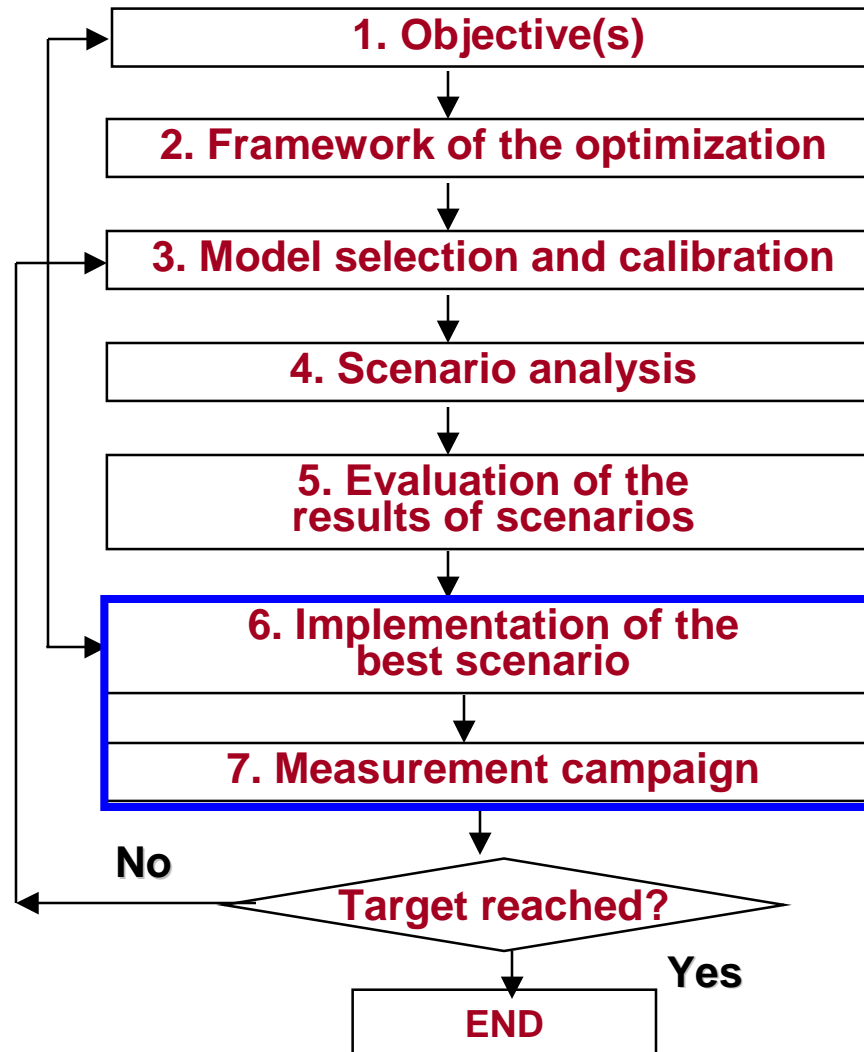 1. Objective(s)
2. Framework of the optimization
3. Model selection and calibration
4. Scenario analysis
5. Evaluation of the
results of scenarios
6. Implementation of the
best scenario
7. Measurement campaign
No
Target reached?
Yes
END